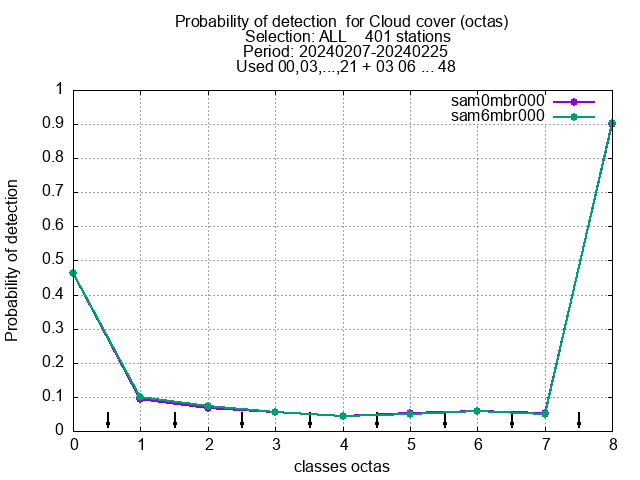 Probability of detection  for Cloud cover (octas)
Selection: ALL    401 stations
Period: 20240207-20240225
Used 00,03,...,21 + 03 06 ... 48
sam0mbr000
sam6mbr000
Probability of detection
1
0.9
0.8
0.7
0.6
0.5
0.4
0.3
0.2
0.1
0
0 1 2 3 4 5 6 7 8
classes octas